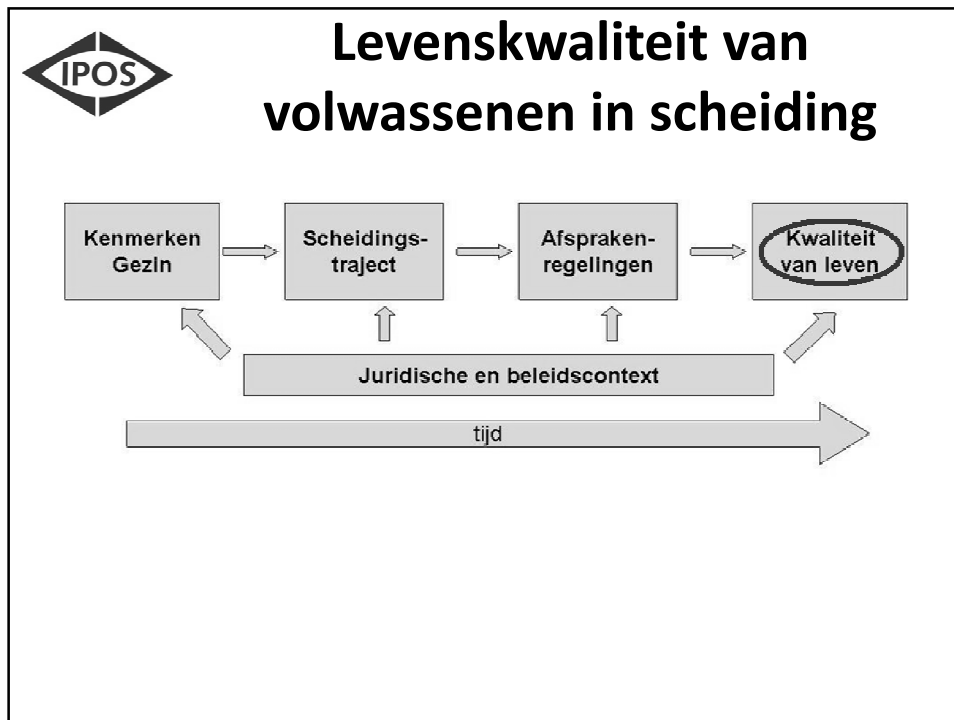 IPOS
Levenskwaliteit van
volwassenen in scheiding
Kenmerken
Gezin
Scheidings-
traject
Afspraken-
regelingen
Kwaliteit
van leven
Juridische en beleidscontext
tijd